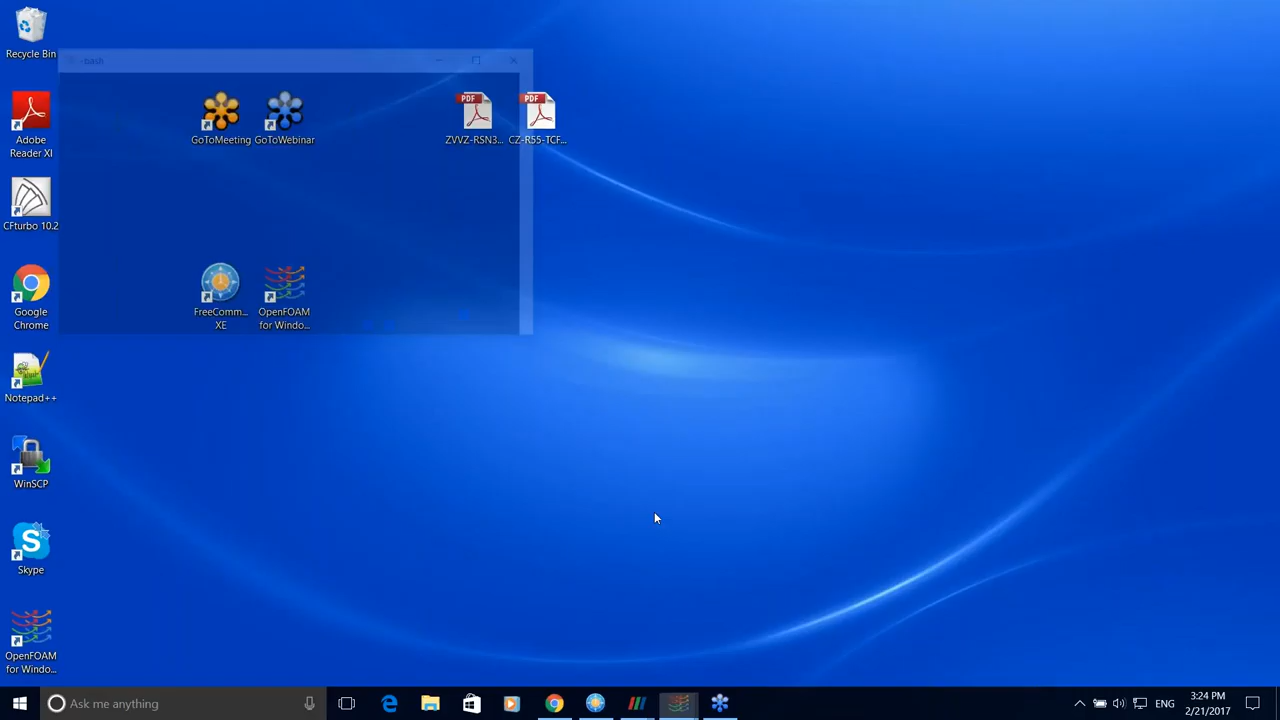 Recycle Bin
Adobe
Reader XI
CFturbo 10.2
Google
Chrome
Notepad++
WinSCP
Skype
OpenFOAM
for Windo...
GoToMeeting
GoToWebinar
PDF
ZVVZ-RSN3...
PDF
CZ-R55-TCF...
FreeComm...
XE
OpenFOAM
for Windo...
Ask me anything
ENG
3:24 PM
2/21/2017